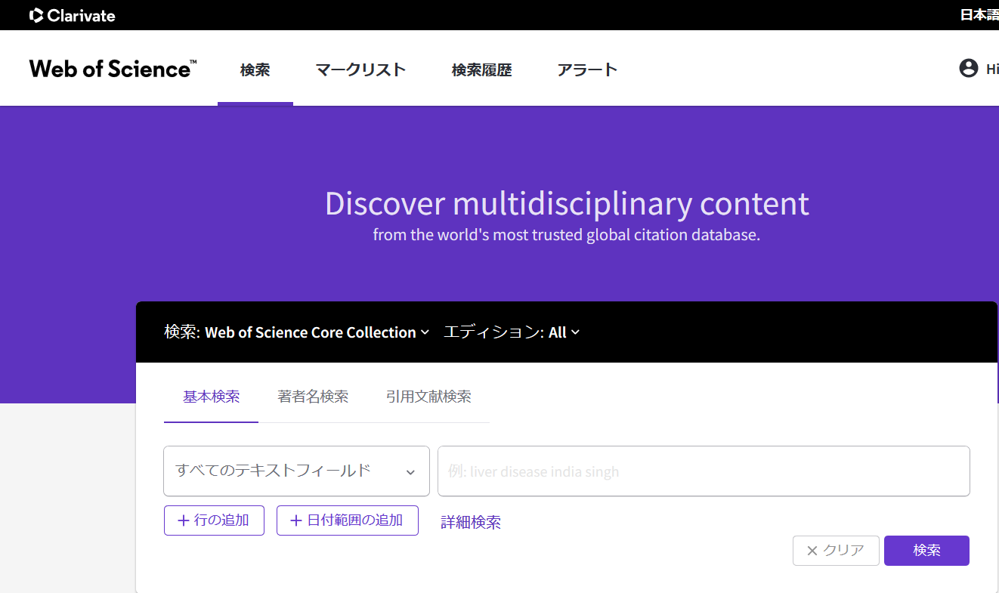 Clarivate
日本語
Web of Science™ 検索 マークリスト 検索履歴 アラート Hi
Discover multidisciplinary content
from the world's most trusted global citation database.
検索: Web of Science Core Collection エディション: All
基本検索 著者名検索 引用文献検索
すべてのテキストフィールド 例: liver disease india singh
+ 行の追加 + 日付範囲の追加 詳細検索
× クリア 検索